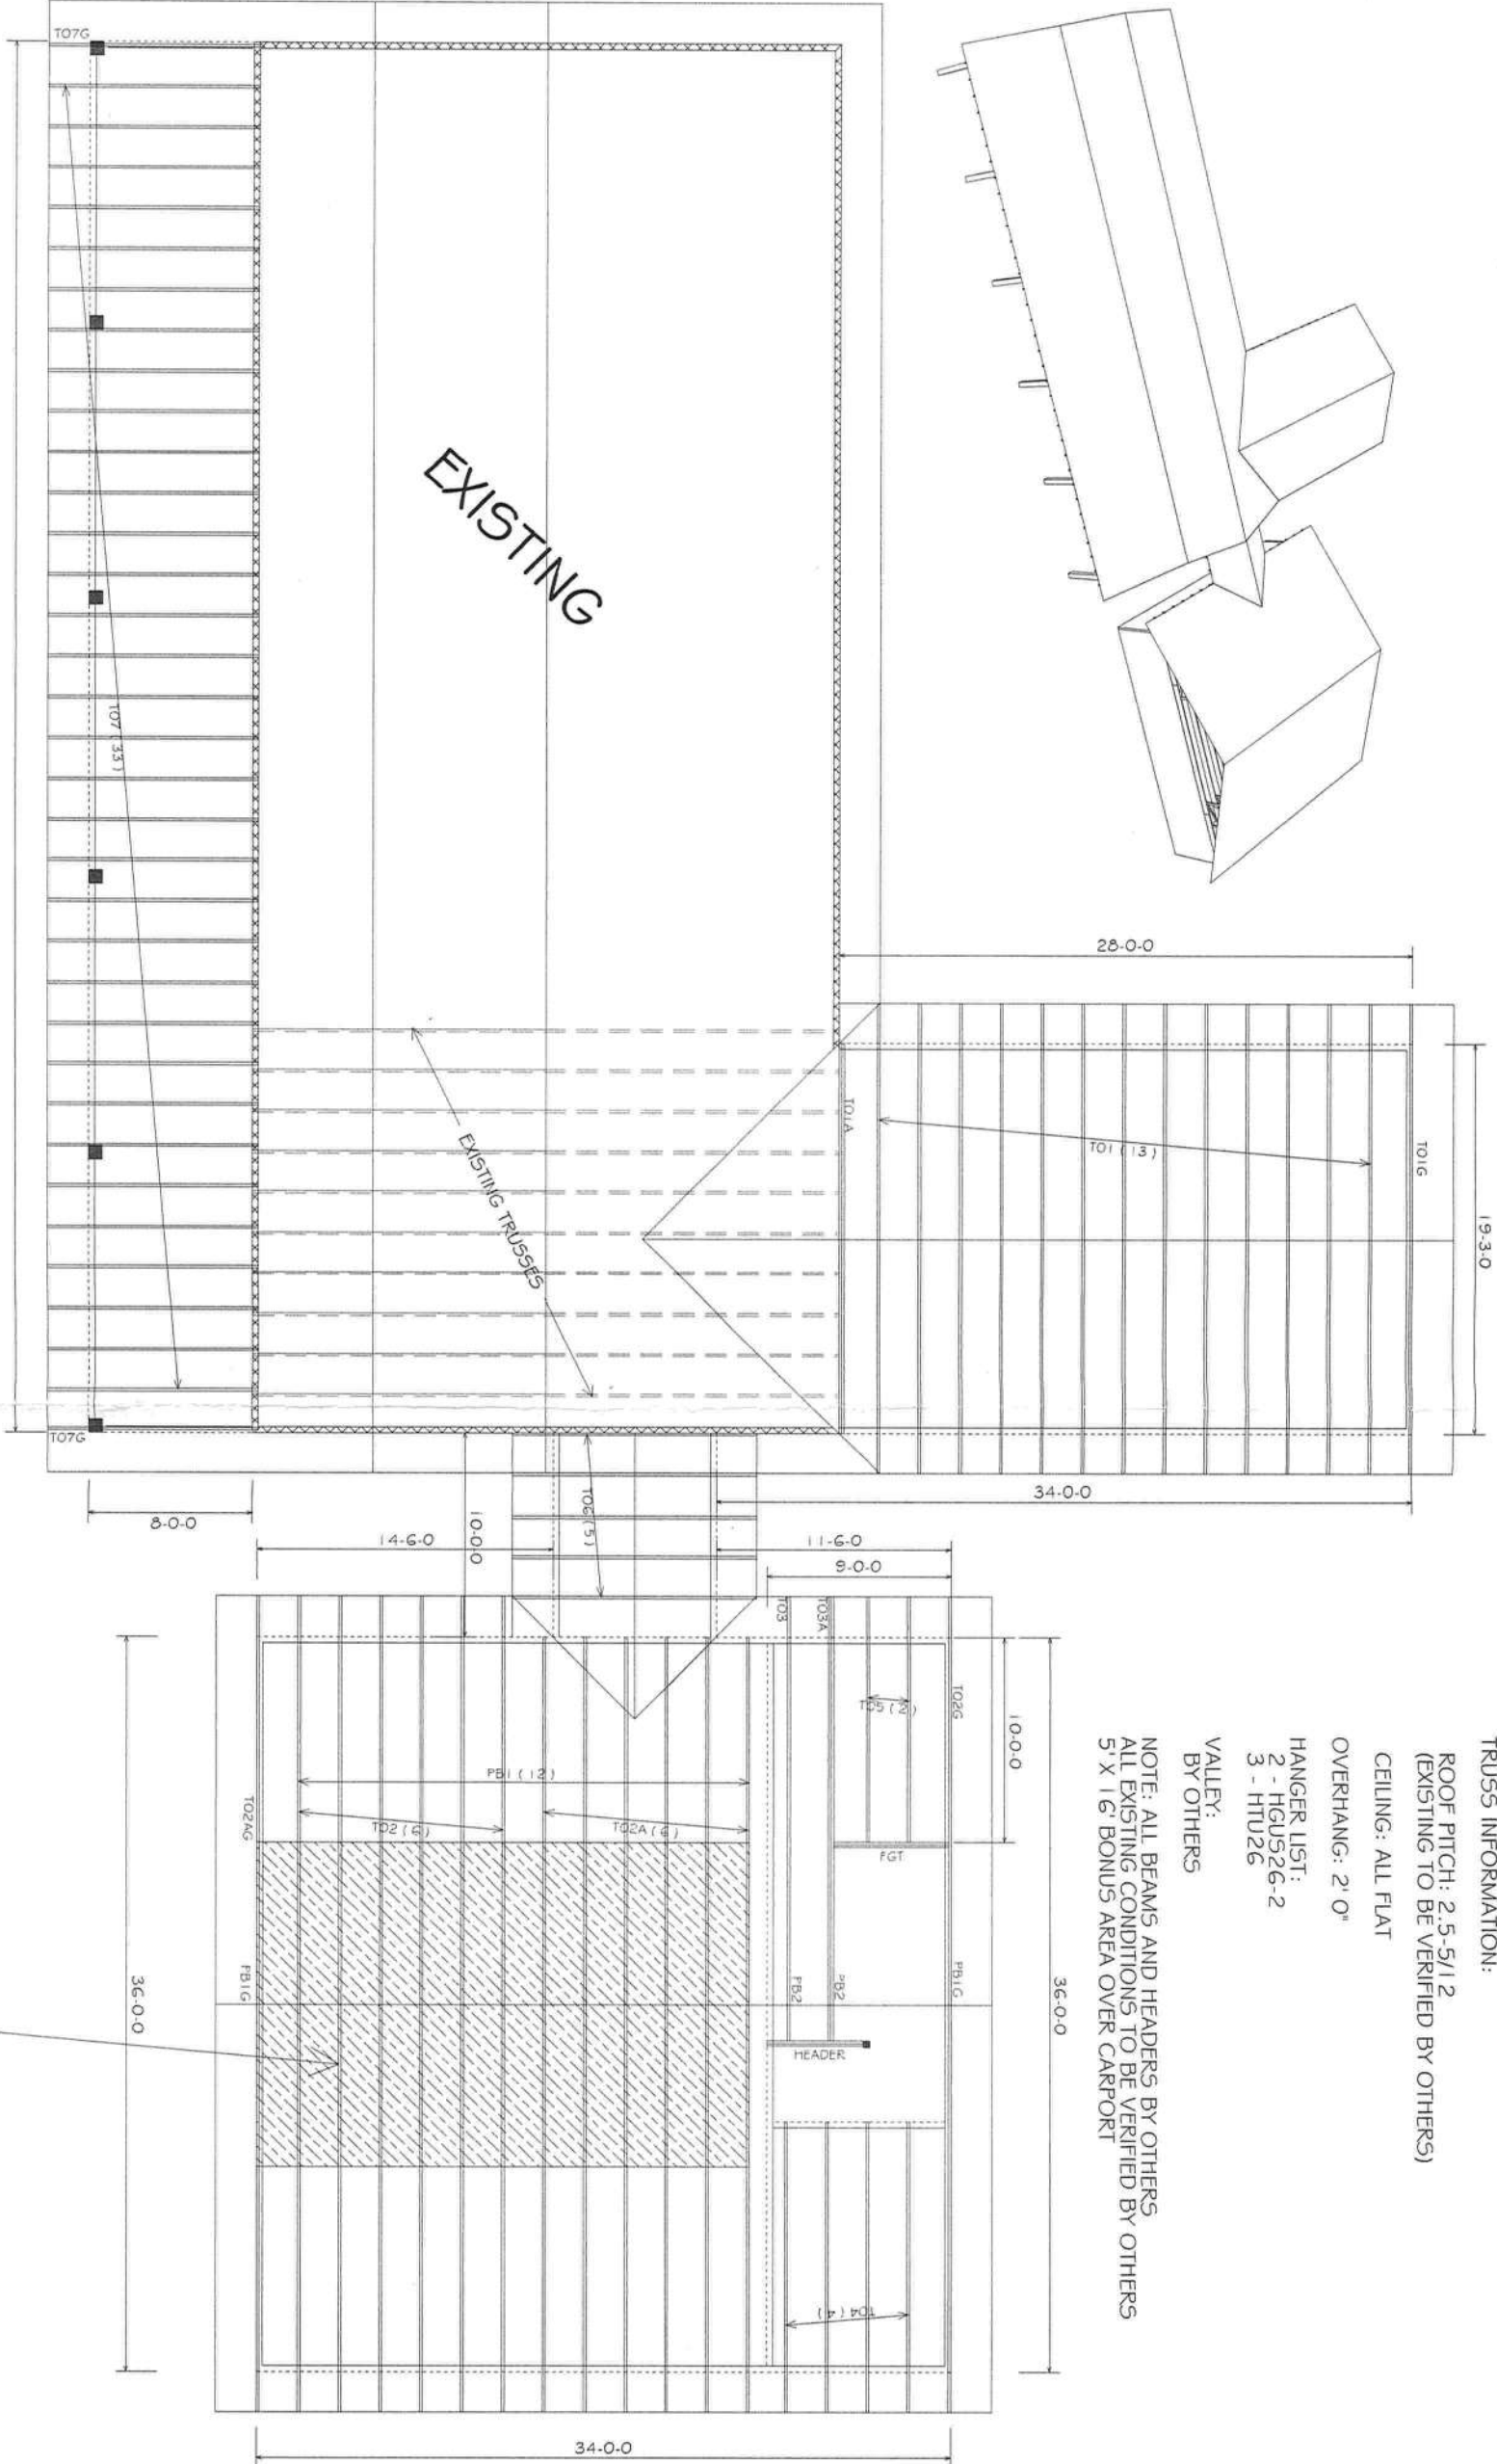 TRUSS INFORMATION:
ROOF PITCH: 2.5-5/12
(EXISTING TO BE VERIFIED BY OTHERS)
CEILING: ALL FLAT
OVERHANG: 2' 0"
HANGER LIST:
2 - HGUS26-2
3 - HTU26
VALLEY:
BY OTHERS
NOTE: ALL BEAMS AND HEADERS BY OTHERS
ALL EXISTING CONDITIONS TO BE VERIFIED BY OTHERS
5' X 16' BONUS AREA OVER CARPORT
T07G
EXISTING
T07 (33)
EXISTING TRUSSES
T07G
8-0-0
28-0-0
19-3-0
T01G
T01 (13)
T01A
34-0-0
10-0-0
T06 (5)
14-6-0
11-6-0
9-0-0
T03
T03A
T05 (2)
T02G
10-0-0
36-0-0
FGT
PB1 (12)
T02 (6)
T02A (6)
T02AG
PB1G
PB2
PB2
PB1G
HEADER
T04 (4)
36-0-0
34-0-0